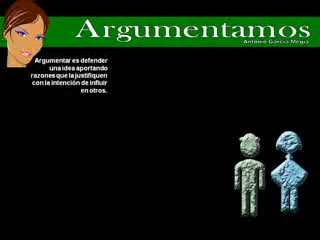 Argumentamos
Antonio García Megía
Argumentar es defender
una idea aportando
razones que la justifiquen
con la intención de influir
en otros.